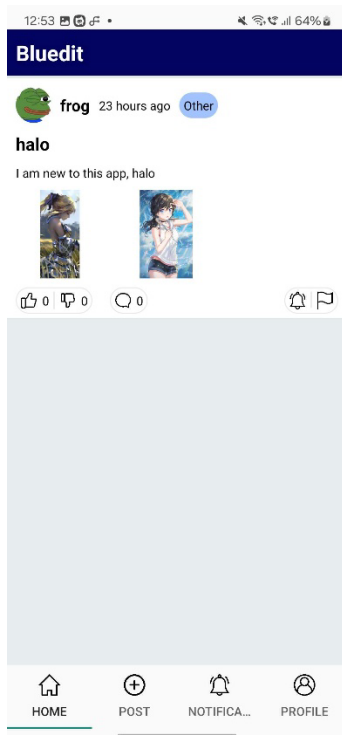 12:53 64%
Bluedit
frog 23 hours ago Other
halo
I am new to this app, halo
0 0 0
HOME POST NOTIFICA... PROFILE